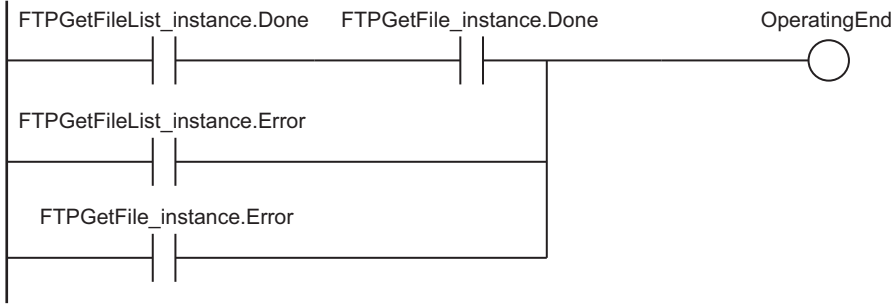 FTPGetFileList_instance.Done FTPGetFile_instance.Done OperatingEnd
FTPGetFileList_instance.Error
FTPGetFile_instance.Error